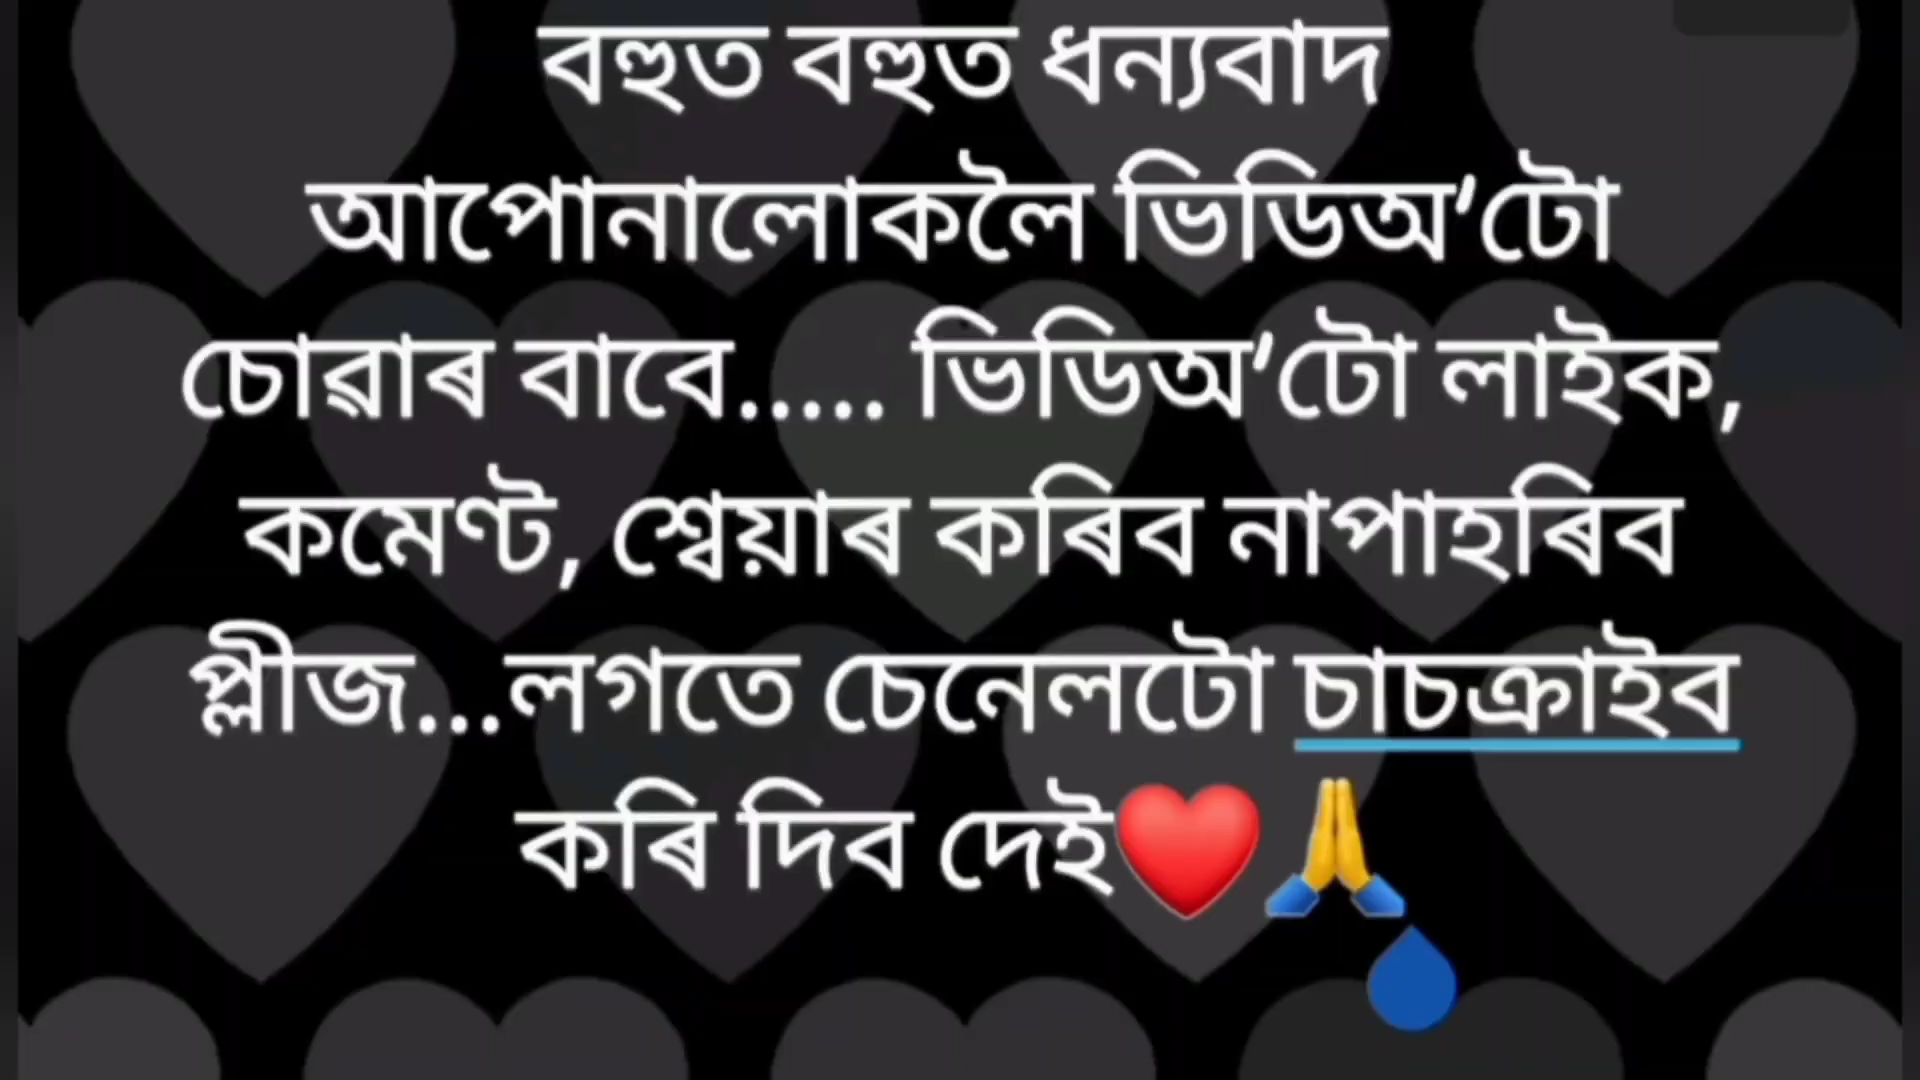 বহুত বহুত ধন্যবাদ
আপোনালোকলৈ ভিডিঅ’টো
চোৱাৰ বাবে..... ভিডিঅ’টো লাইক,
কমেণ্ট, শ্বেয়াৰ কৰিব নাপাহৰিব
প্লীজ...লগতে চেনেলটো চাচক্ৰাইব
কৰি দিব দেই❤️🙏